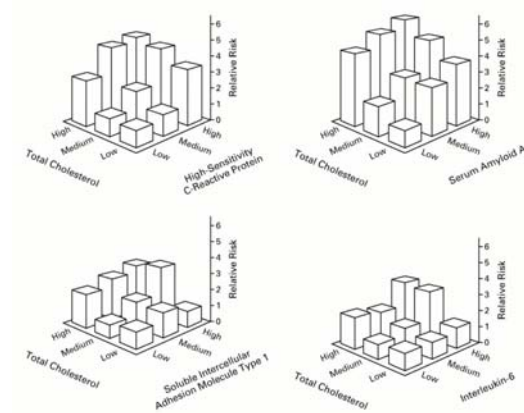 6
5
4
3
2
1
0
Relative Risk
High
Medium
Low
Low
Medium
High
Total Cholesterol
High-Sensitivity
C-Reactive Protein
6
5
4
3
2
1
0
Relative Risk
High
Medium
Low
Low
Medium
High
Total Cholesterol
Serum Amyloid A
6
5
4
3
2
1
0
Relative Risk
High
Medium
Low
Low
Medium
High
Total Cholesterol
Soluble Intercellular
Adhesion Molecule Type 1
6
5
4
3
2
1
0
Relative Risk
High
Medium
Low
Low
Medium
High
Total Cholesterol
Interleukin-6